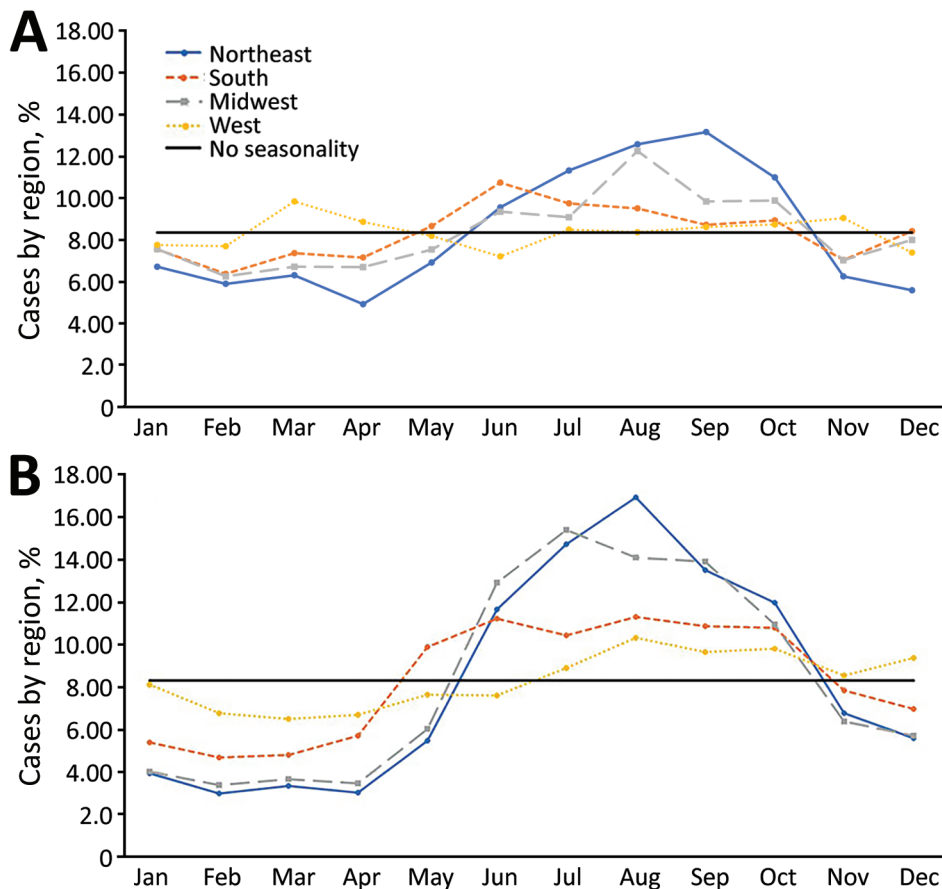 A
18.00
16.00
14.00
12.00
10.00
8.00
6.00
4.00
2.0
0
Cases by region, %
Northeast
South
Midwest
West
No seasonality
Jan Feb Mar Apr May Jun Jul Aug Sep Oct Nov Dec
B
18.00
16.00
14.00
12.00
10.00
8.00
6.00
4.00
2.0
0
Cases by region, %
Jan Feb Mar Apr May Jun Jul Aug Sep Oct Nov Dec